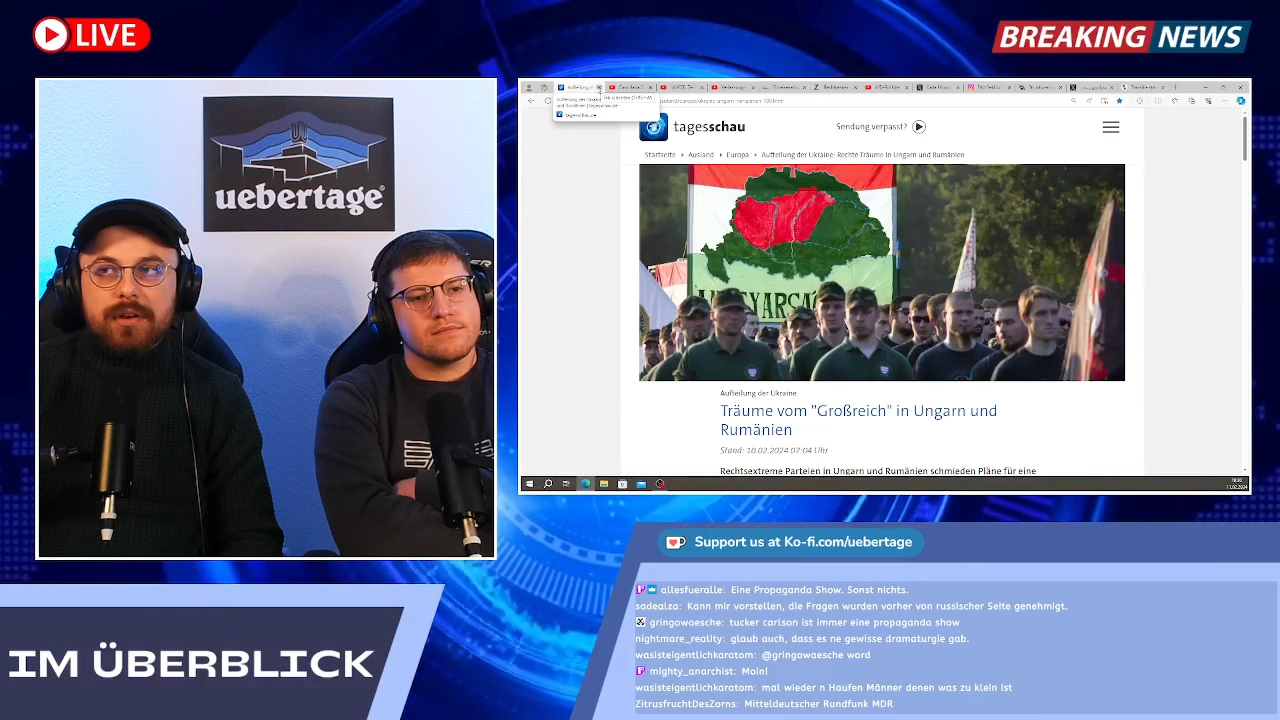 LIVE
BREAKING NEWS
uebertage
tagesschau
Sendung verpasst?
Startseite
Ausland
Europa
Aufteilung der Ukraine: Rechte Träume in Ungarn und Rumänien
Aufteilung der Ukraine
Träume vom "Großreich" in Ungarn und
Rumänien
Stand: 10.02.2024 07:04 Uhr
Rechtsextreme Parteien in Ungarn und Rumänien schmieden Pläne für eine
11.02.2024
Support us at Ko-fi.com/uebertage
allesfueralle: Eine Propaganda Show. Sonst nichts.
sadealza: Kann mir vorstellen, die Fragen wurden vorher von russischer Seite genehmigt.
gringowaesche: tucker carlson ist immer eine propaganda show
nightmare_reality: glaub auch, dass es ne gewisse dramaturgie gab.
wasisteigentlichkaratom: @gringowaesche word
mighty_anarchist: Moin!
wasisteigentlichkaratom: mal wieder n Haufen Männer denen was zu klein ist
ZitrusfruchtDesZorns: Mitteldeutscher Rundfunk MDR
IM ÜBERBLICK